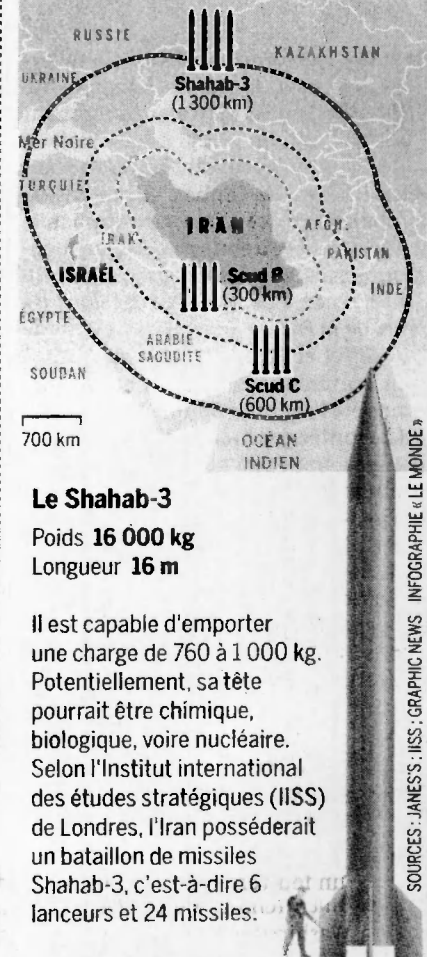 RUSSIE
KAZAKHSTAN
UKRAINE
Shahab-3
(1 300 km)
Mer Noire
TURQUIE
IRAN
IRAK
AFGH.
PAKISTAN
ISRAËL
Scud B
(300 km)
INDE
ÉGYPTE
ARABIE
SAOUDITE
SOUDAN
Scud C
(600 km)
700 km
OCÉAN
INDIEN
Le Shahab-3
Poids 16 000 kg
Longueur 16 m
Il est capable d'emporter
une charge de 760 à 1 000 kg.
Potentiellement, sa tête
pourrait être chimique,
biologique, voire nucléaire.
Selon l'Institut international
des études stratégiques (IISS)
de Londres, l'Iran posséderait
un bataillon de missiles
Shahab-3, c'est-à-dire 6
lanceurs et 24 missiles.
SOURCES : JANES'S ; IISS ; GRAPHIC NEWS INFOGRAPHIE « LE MONDE »